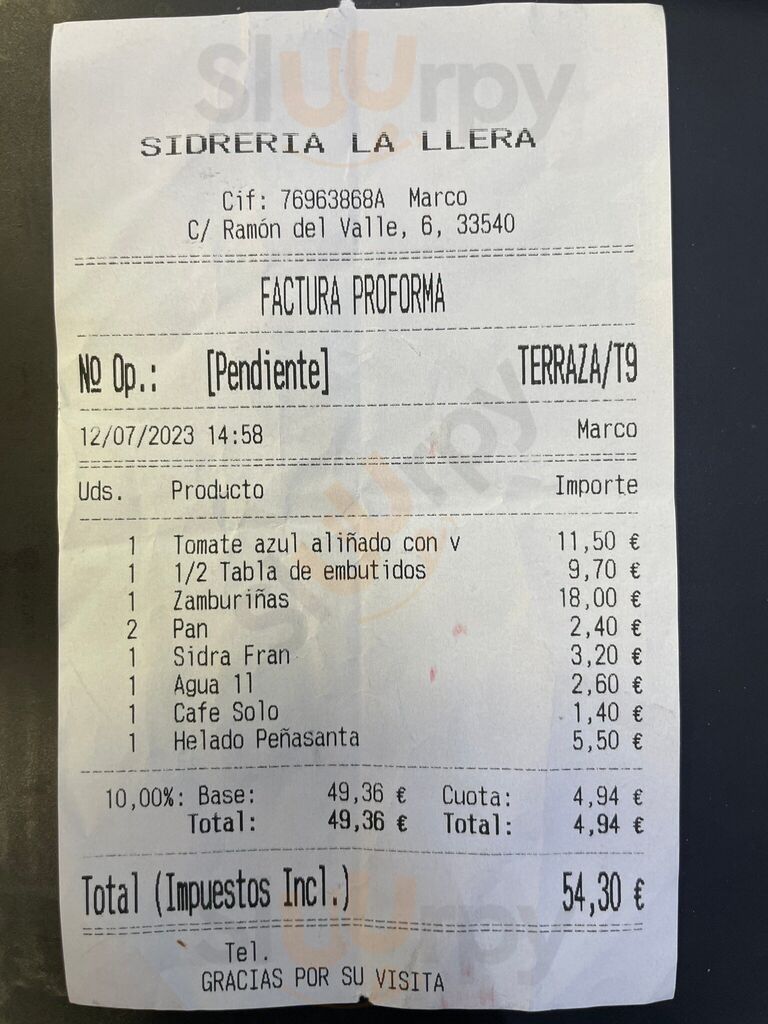 Sluurpy
SIDRERIA LA LLERA
Cif: 76963868A Marco
C/ Ramón del Valle, 6, 33540
FACTURA PROFORMA
Nº Op.: [Pendiente] TERRAZA/T9
12/07/2023 14:58 Marco
Uds. Producto Importe
1 Tomate azul aliñado con v 11,50 €
1 1/2 Tabla de embutidos 9,70 €
1 Zamburiñas 18,00 €
2 Pan 2,40 €
1 Sidra Fran 3,20 €
1 Agua 1l 2,60 €
1 Cafe Solo 1,40 €
1 Helado Peñasanta 5,50 €
10,00%: Base: 49,36 € Cuota: 4,94 €
Total: 49,36 € Total: 4,94 €
Total (Impuestos Incl.) 54,30 €
Tel.
GRACIAS POR SU VISITA